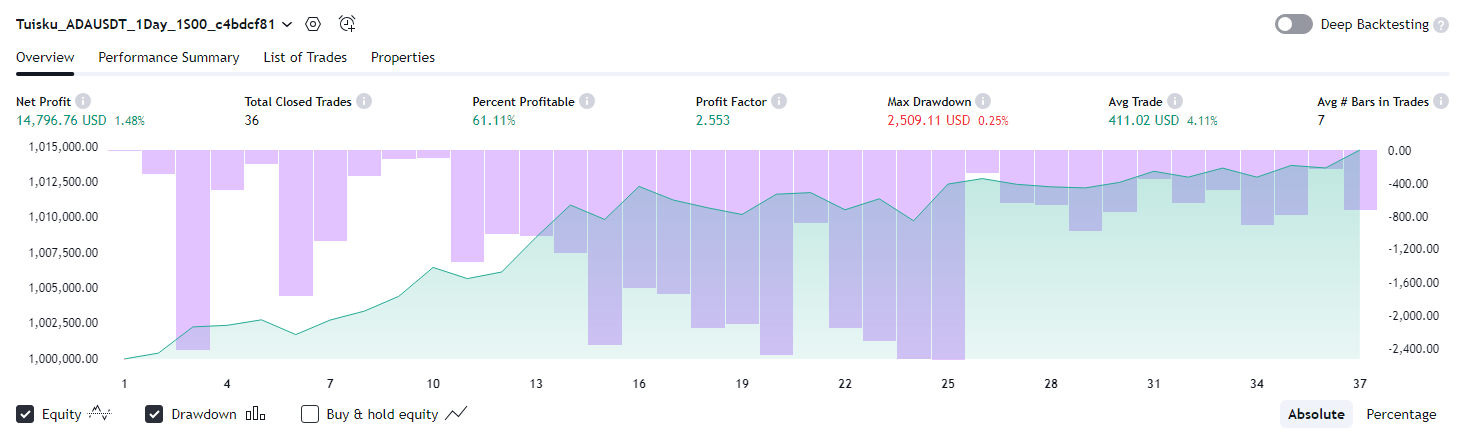 Tuisku_ADAUSDT_1Day_1S00_c4bdcf81
Deep Backtesting ?
Overview Performance Summary List of Trades Properties
Net Profit Total Closed Trades Percent Profitable Profit Factor Max Drawdown Avg Trade Avg # Bars in Trades
14,796.76 USD 1.48% 36 61.11% 2.553 2,509.11 USD 0.25% 411.02 USD 4.11% 7
1,015,000.00 0.00
1,012,500.00 -400.00
1,010,000.00 -800.00
1,007,500.00 -1,200.00
1,005,000.00 -1,600.00
1,002,500.00 -2,000.00
1,000,000.00 -2,400.00
1 4 7 10 13 16 19 22 25 28 31 34 37
Equity Drawdown Buy & hold equity Absolute Percentage